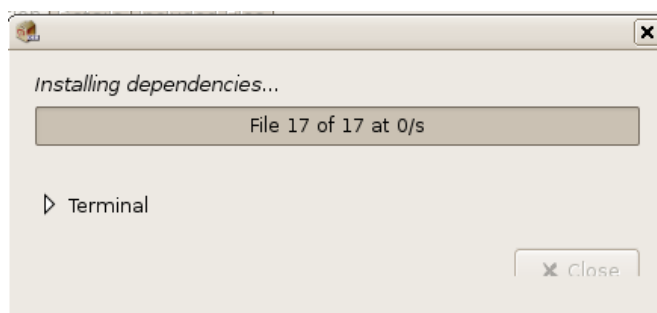 Installing dependencies...
File 17 of 17 at 0/s
Terminal
Close